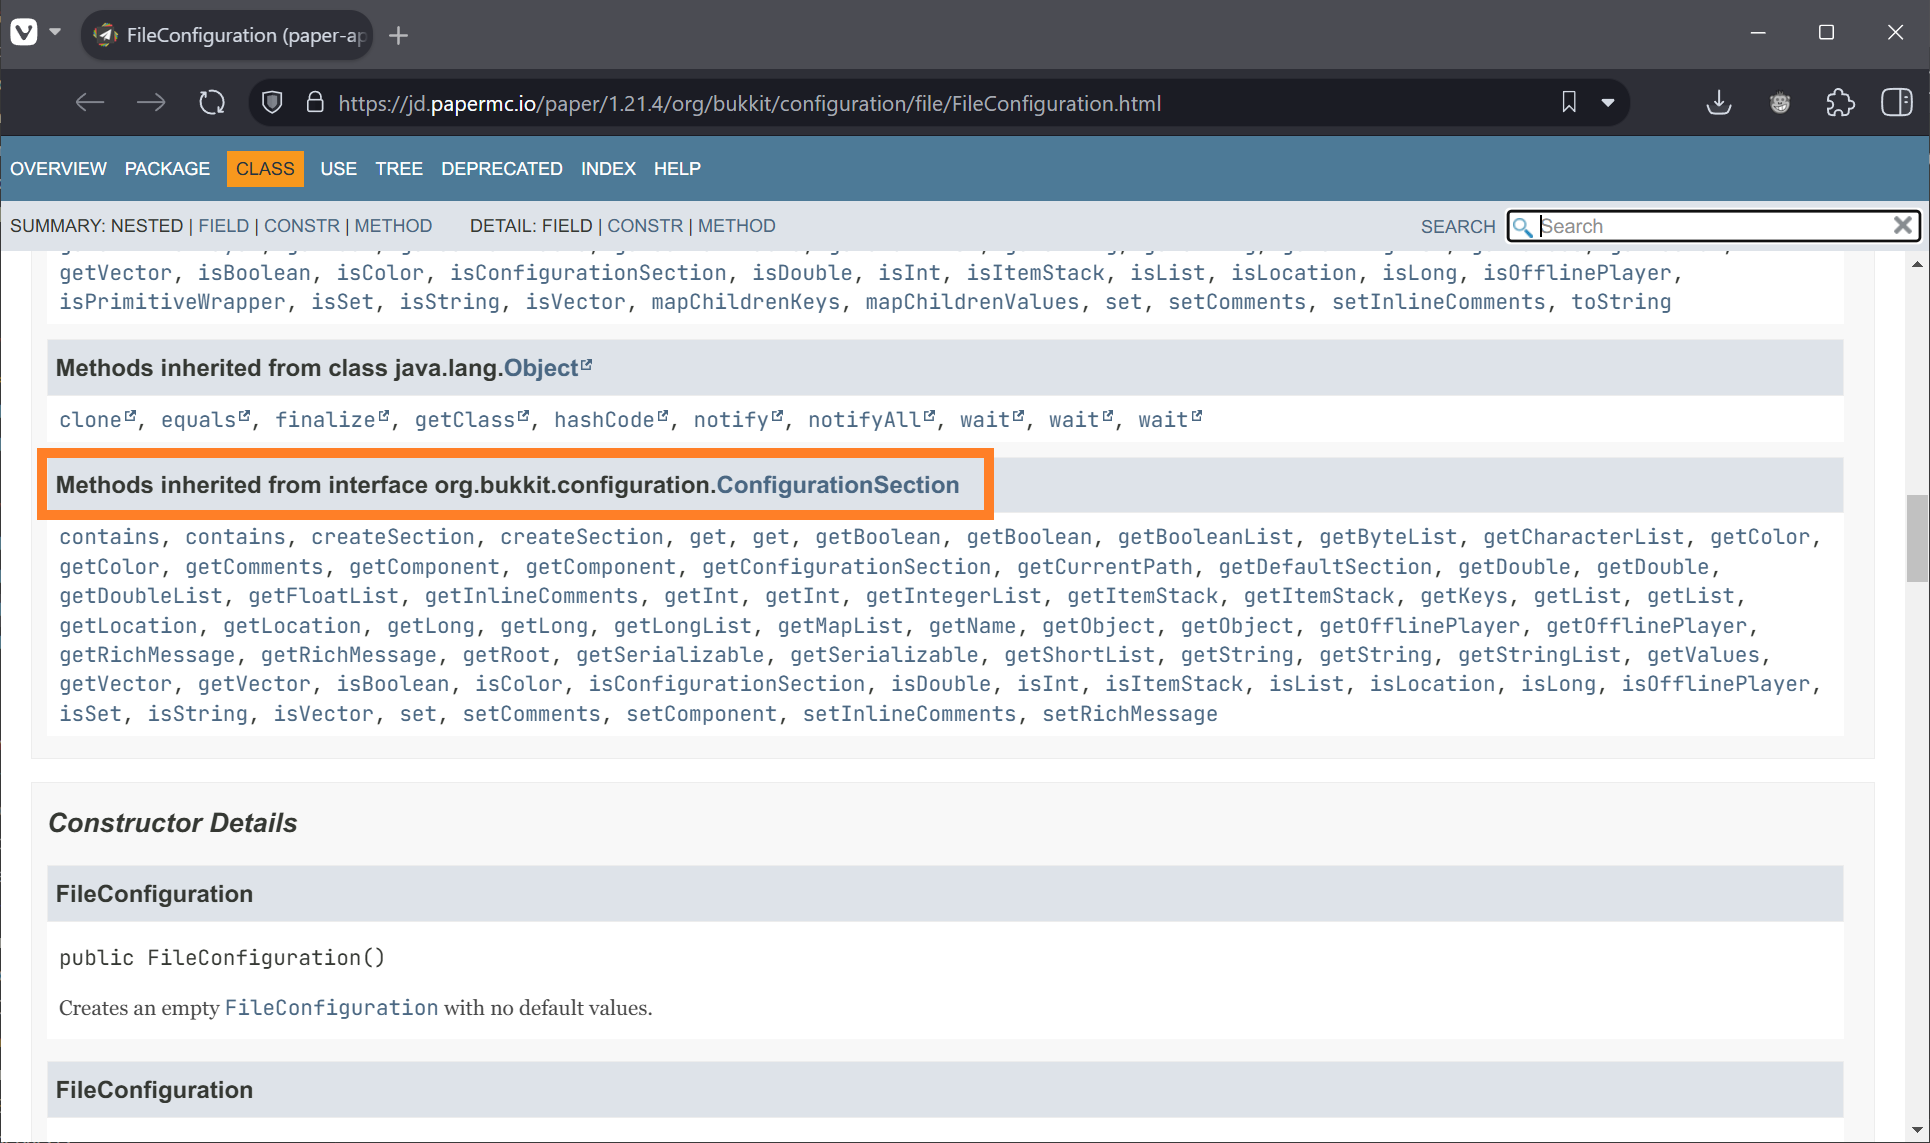 FileConfiguration (paper-ap
https://jd.papermc.io/paper/1.21.4/org/bukkit/configuration/file/FileConfiguration.html
OVERVIEW PACKAGE CLASS USE TREE DEPRECATED INDEX HELP
SUMMARY: NESTED | FIELD | CONSTR | METHOD DETAIL: FIELD | CONSTR | METHOD SEARCH Search
getVector, isBoolean, isColor, isConfigurationSection, isDouble, isInt, isItemStack, isList, isLocation, isLong, isOfflinePlayer,
isPrimitiveWrapper, isSet, isString, isVector, mapChildrenKeys, mapChildrenValues, set, setComments, setInlineComments, toString
Methods inherited from class java.lang.Object
clone, equals, finalize, getClass, hashCode, notify, notifyAll, wait, wait, wait
Methods inherited from interface org.bukkit.configuration.ConfigurationSection
contains, contains, createSection, createSection, get, get, getBoolean, getBoolean, getBooleanList, getByteList, getCharacterList, getColor,
getColor, getComments, getComponent, getComponent, getConfigurationSection, getCurrentPath, getDefaultSection, getDouble, getDouble,
getDoubleList, getFloatList, getInlineComments, getInt, getInt, getIntegerList, getItemStack, getItemStack, getKeys, getList, getList,
getLocation, getLocation, getLong, getLong, getLongList, getMapList, getName, getObject, getObject, getOfflinePlayer, getOfflinePlayer,
getRichMessage, getRichMessage, getRoot, getSerializable, getSerializable, getShortList, getString, getString, getStringList, getValues,
getVector, getVector, isBoolean, isColor, isConfigurationSection, isDouble, isInt, isItemStack, isList, isLocation, isLong, isOfflinePlayer,
isSet, isString, isVector, set, setComments, setComponent, setInlineComments, setRichMessage
Constructor Details
FileConfiguration
public FileConfiguration()
Creates an empty FileConfiguration with no default values.
FileConfiguration